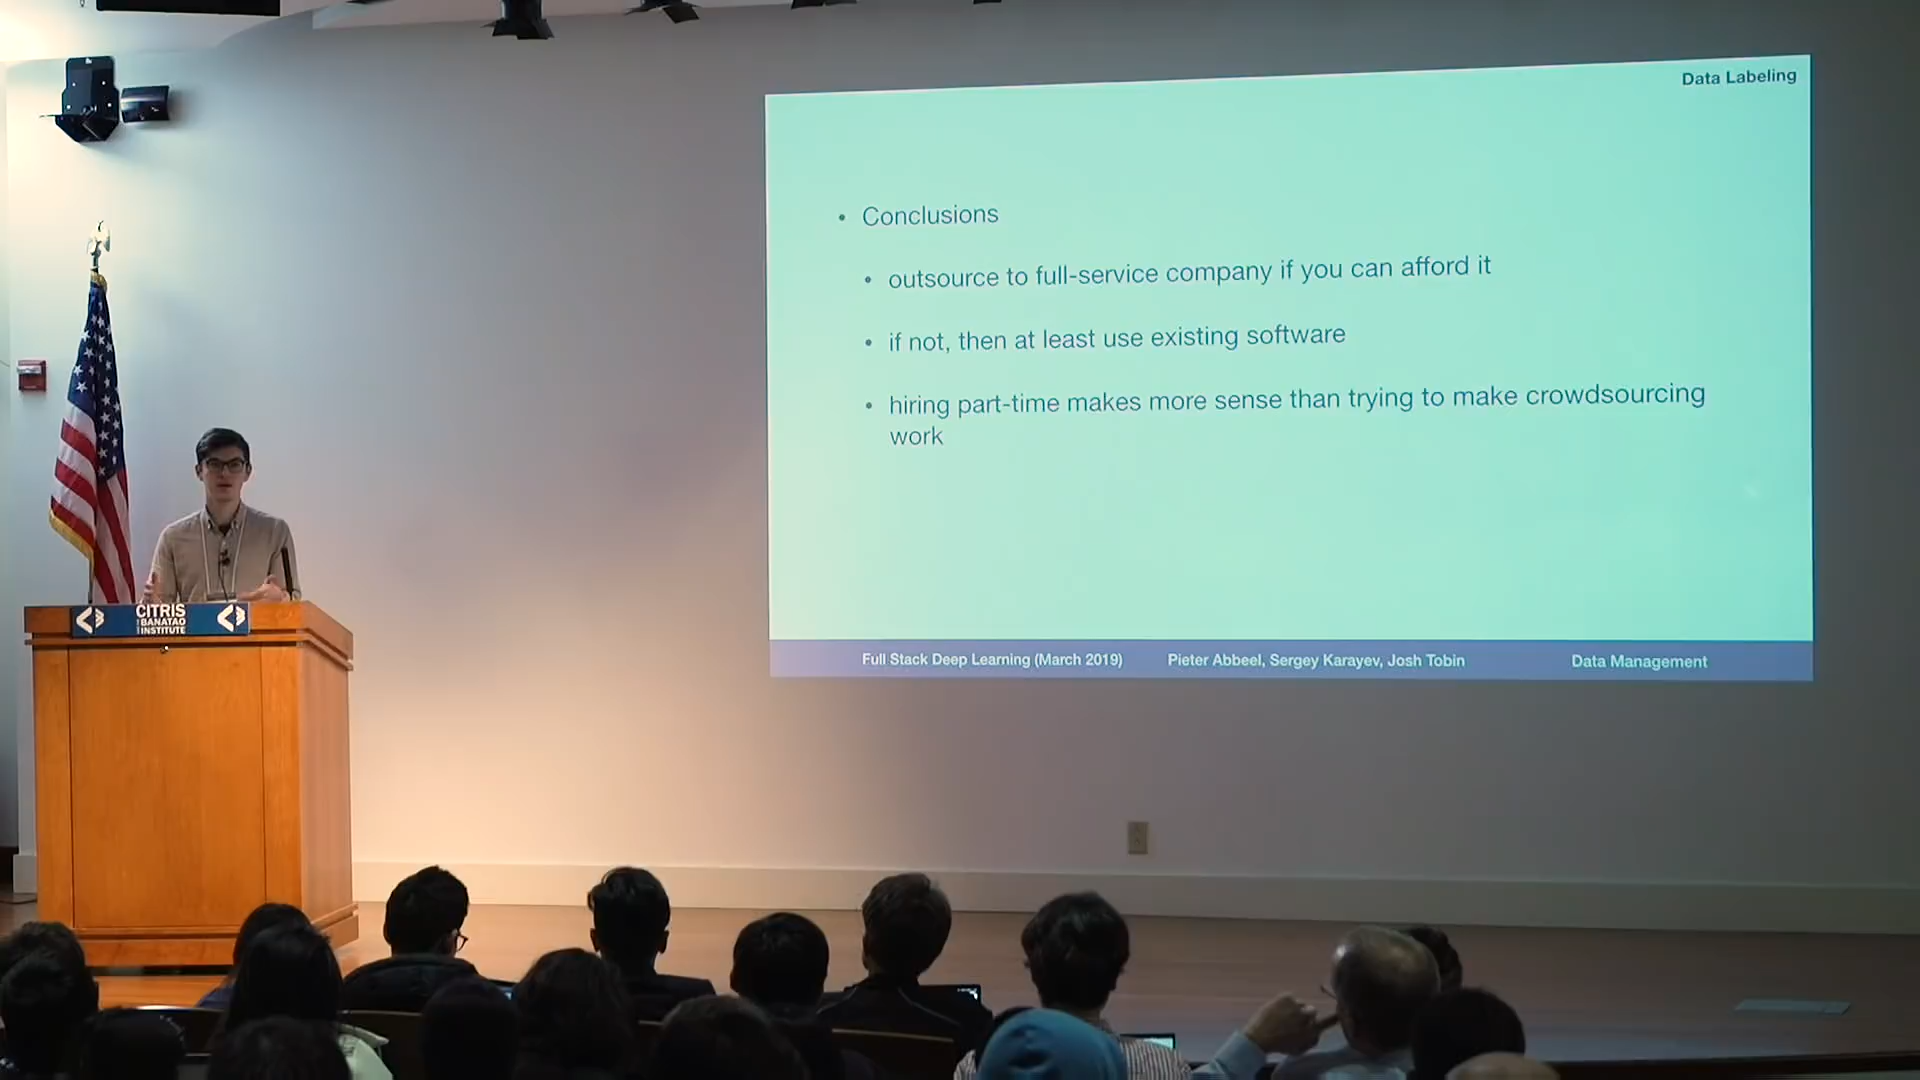 Data Labeling
• Conclusions
• outsource to full-service company if you can afford it
• if not, then at least use existing software
• hiring part-time makes more sense than trying to make crowdsourcing
work
Full Stack Deep Learning (March 2019) Pieter Abbeel, Sergey Karayev, Josh Tobin Data Management
CITRIS
BANATAO
INSTITUTE